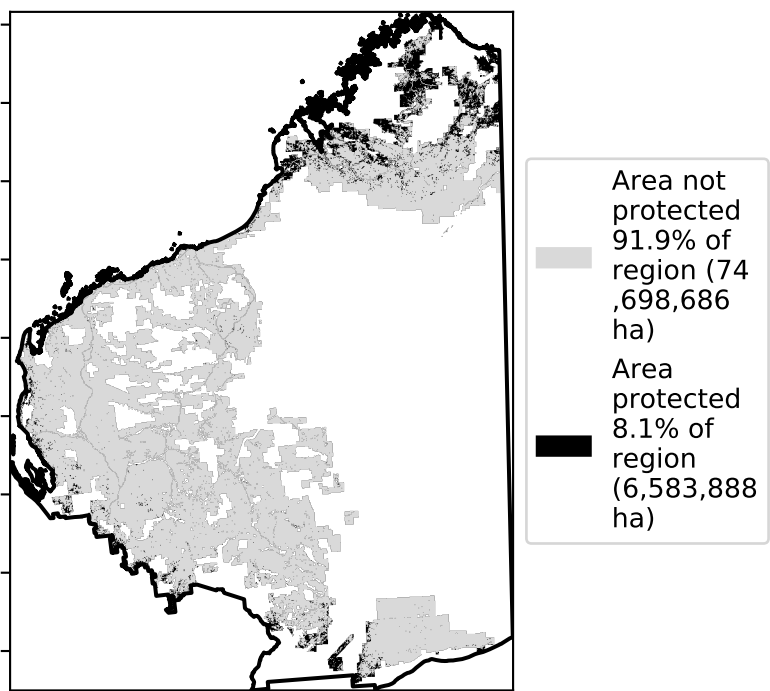 Area not
protected
91.9% of
region (74
,698,686
ha)
Area
protected
8.1% of
region
(6,583,888
ha)